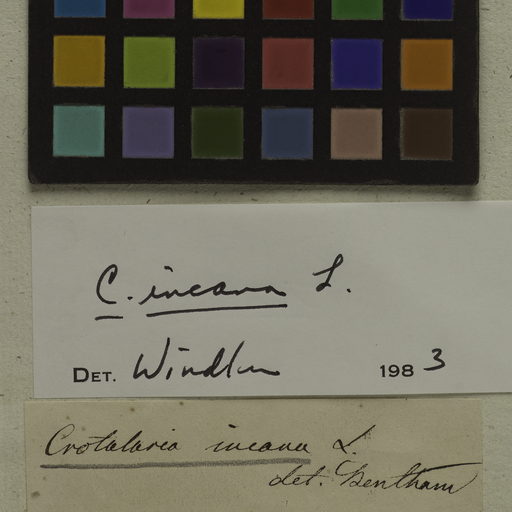 C. incana L.
DET. Windler 1983
Crotalaria incana L.
det. Bentham